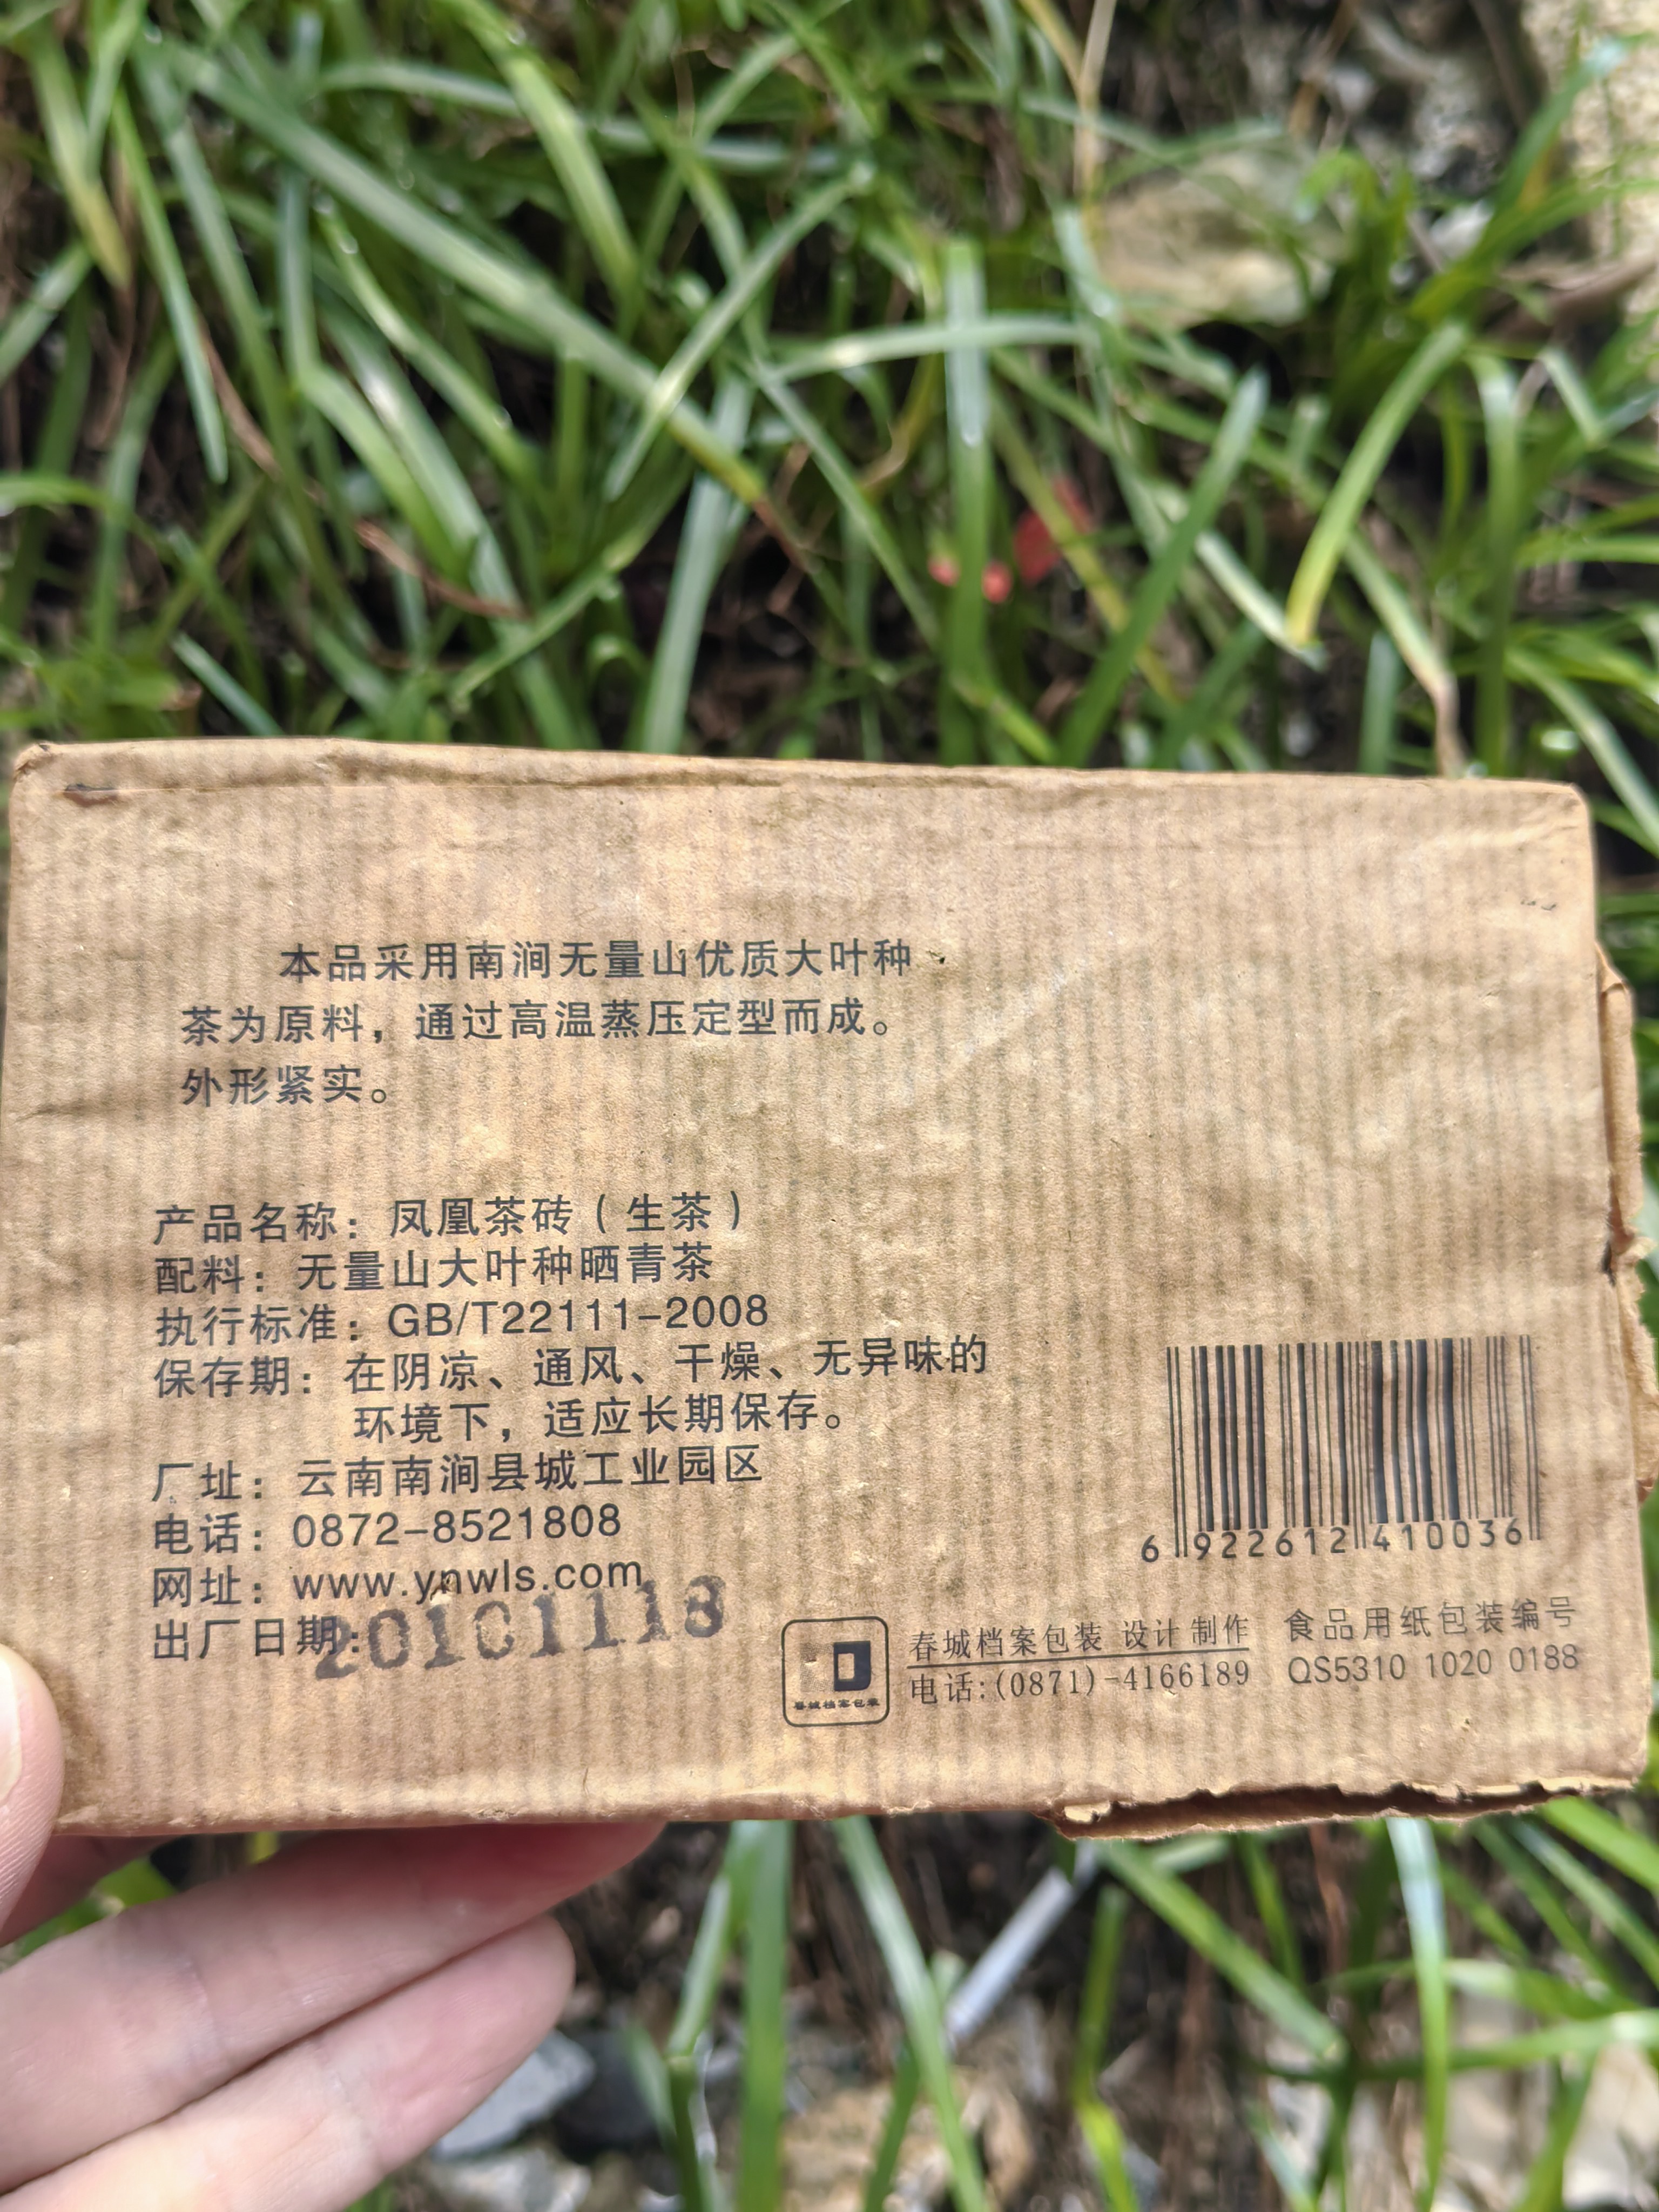 本品采用南涧无量山优质大叶种
茶为原料，通过高温蒸压定型而成。
外形紧实。
产品名称：凤凰茶砖（生茶）
配料：无量山大叶种晒青茶
执行标准：GB/T22111-2008
保存期：在阴凉、通风、干燥、无异味的
环境下，适应长期保存。
厂址：云南南涧县城工业园区
电话：0872-8521808
网址：www.ynwls.com
出厂日期：20101118
6 922612 410036
春城档案包装
春城档案包装 设计 制作
电话:(0871)-4166189
食品用纸包装编号
QS5310 1020 0188